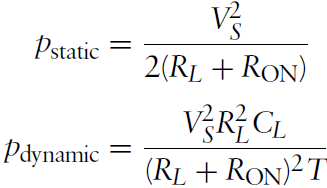 p_static = V_S^2 / 2(R_L + R_ON)
p_dynamic = V_S^2 R_L^2 C_L / (R_L + R_ON)^2 T